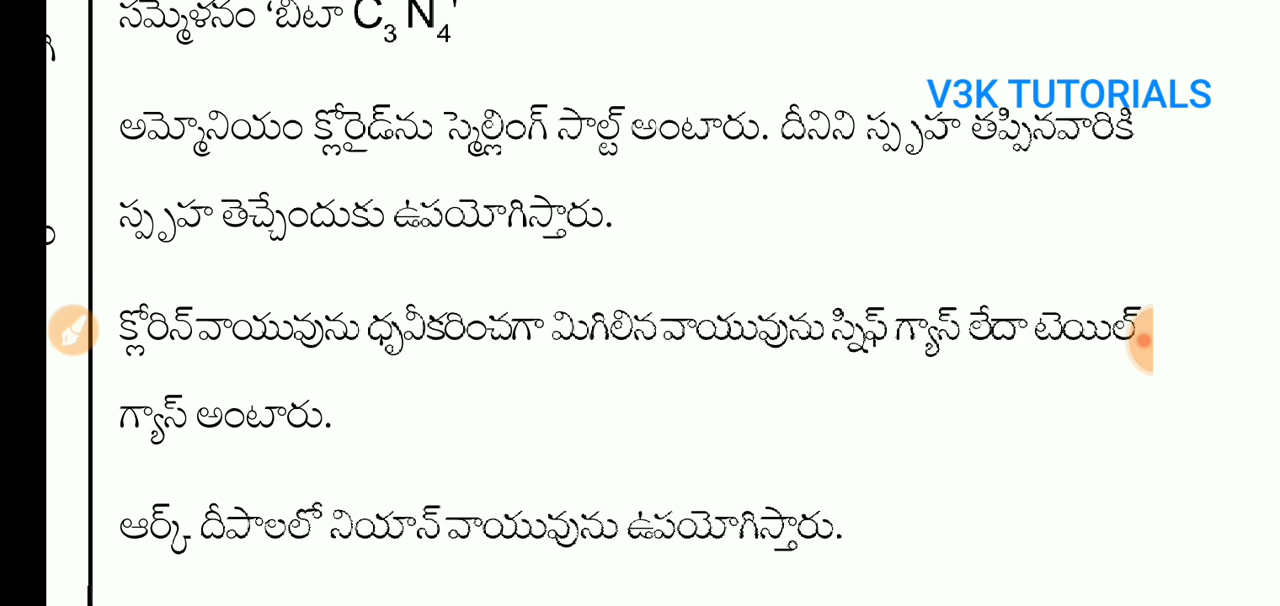 సమ్మేళనం 'బీటా C₃ N₄'
V3K TUTORIALS
అమ్మోనియం క్లోరైడ్‌ను స్మెల్లింగ్ సాల్ట్ అంటారు. దీనిని స్పృహ తప్పినవారికి
స్పృహ తెచ్చేందుకు ఉపయోగిస్తారు.
క్లోరిన్ వాయువును ధృవీకరించగా మిగిలిన వాయువును స్నిఫ్ గ్యాస్ లేదా టెయిల్
గ్యాస్ అంటారు.
ఆర్క్ దీపాలలో నియాన్ వాయువును ఉపయోగిస్తారు.